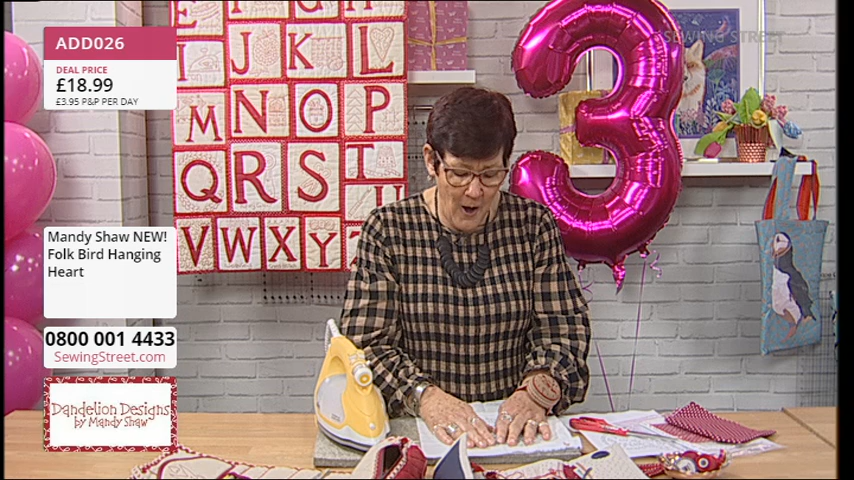 ADD026
DEAL PRICE
£18.99
£3.95 P&P PER DAY
Mandy Shaw NEW!
Folk Bird Hanging
Heart
0800 001 4433
SewingStreet.com
Dandelion Designs
by Mandy Shaw
SEWING STREET
J K L
M N O P
Q R S T U
V W X Y Z
3